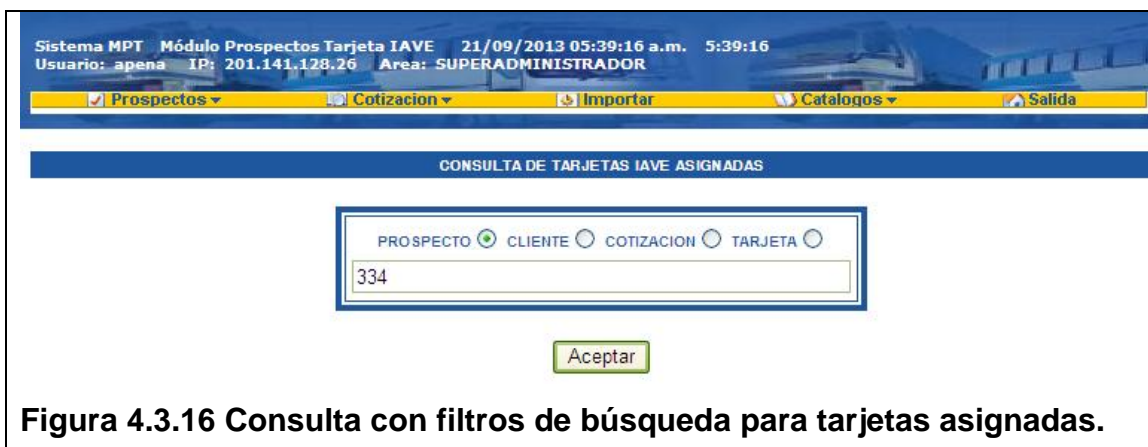 Sistema MPT Módulo Prospectos Tarjeta IAVE 21/09/2013 05:39:16 a.m. 5:39:16
Usuario: apena IP: 201.141.128.26 Area: SUPERADMINISTRADOR
Prospectos Cotizacion Importar Catalogos Salida
CONSULTA DE TARJETAS IAVE ASIGNADAS
PROSPECTO CLIENTE COTIZACION TARJETA
334
Aceptar
Figura 4.3.16 Consulta con filtros de búsqueda para tarjetas asignadas.